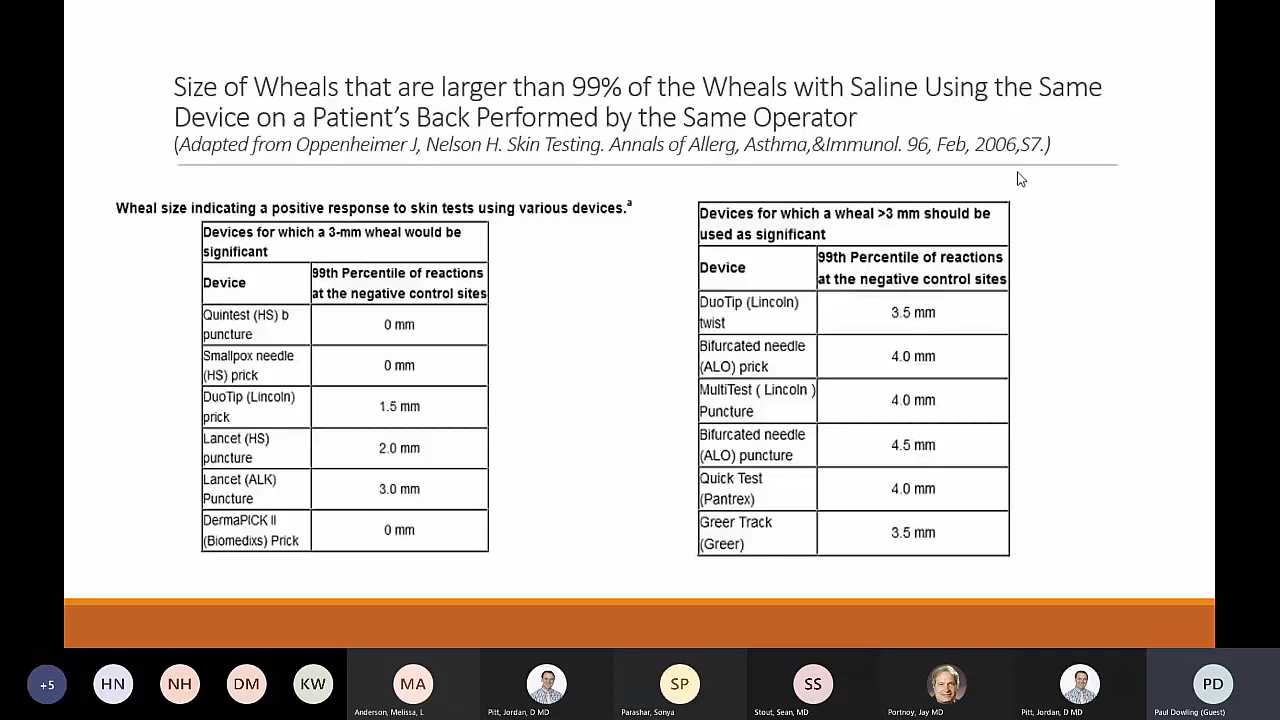 Size of Wheals that are larger than 99% of the Wheals with Saline Using the Same
Device on a Patient's Back Performed by the Same Operator
(Adapted from Oppenheimer J, Nelson H. Skin Testing. Annals of Allerg, Asthma,&Immunol. 96, Feb, 2006,S7.)
Wheal size indicating a positive response to skin tests using various devices.a
Devices for which a 3-mm wheal would be
significant
Device
99th Percentile of reactions
at the negative control sites
Quintest (HS) b
puncture
0 mm
Smallpox needle
(HS) prick
0 mm
DuoTip (Lincoln)
prick
1.5 mm
Lancet (HS)
puncture
2.0 mm
Lancet (ALK)
Puncture
3.0 mm
DermaPICK II
(Biomedixs) Prick
0 mm
Devices for which a wheal >3 mm should be
used as significant
Device
99th Percentile of reactions
at the negative control sites
DuoTip (Lincoln)
twist
3.5 mm
Bifurcated needle
(ALO) prick
4.0 mm
MultiTest ( Lincoln )
Puncture
4.0 mm
Bifurcated needle
(ALO) puncture
4.5 mm
Quick Test
(Pantrex)
4.0 mm
Greer Track
(Greer)
3.5 mm
+5
HN
NH
DM
KW
MA
SP
SS
PD
Anderson, Melissa, L
Pitt, Jordan, D MD
Parashar, Sonya
Stout, Sean, MD
Portnoy, Jay MD
Pitt, Jordan, D MD
Paul Dowling (Guest)